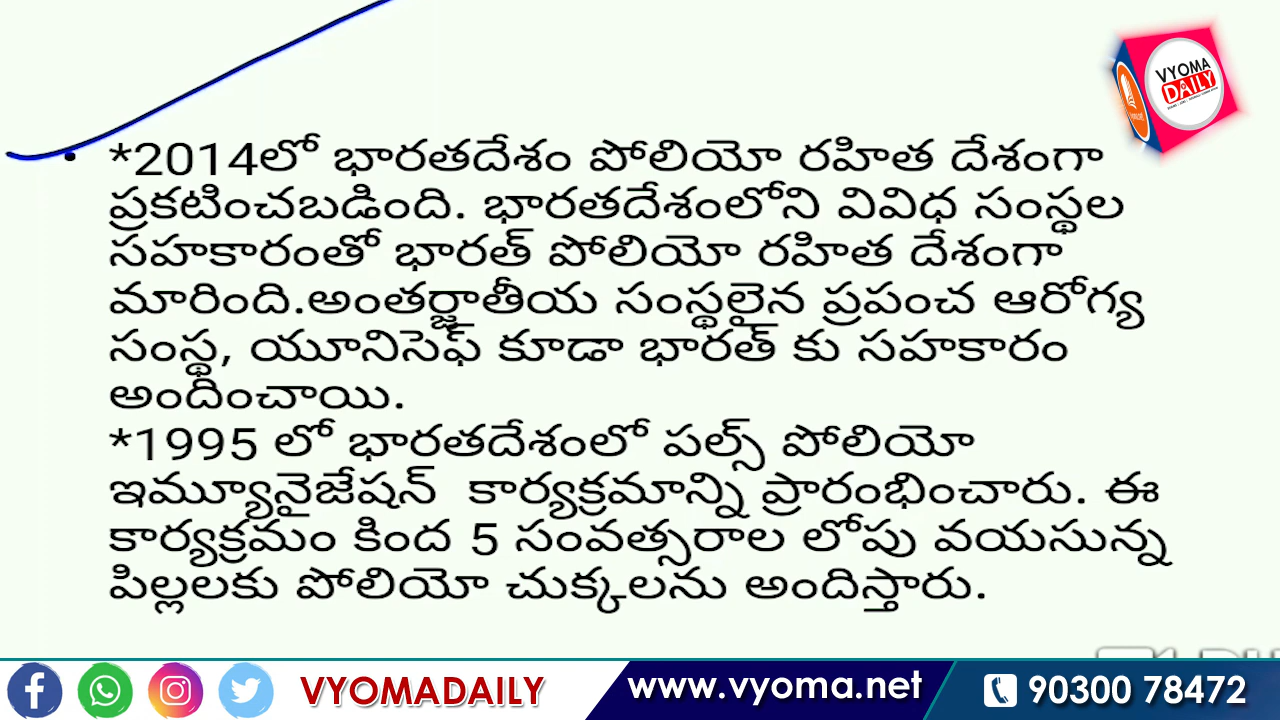 VYOMA
DAILY
• *2014లో భారతదేశం పోలియో రహిత దేశంగా
ప్రకటించబడింది. భారతదేశంలోని వివిధ సంస్థల
సహకారంతో భారత్ పోలియో రహిత దేశంగా
మారింది.అంతర్జాతీయ సంస్థలైన ప్రపంచ ఆరోగ్య
సంస్థ, యూనిసెఫ్ కూడా భారత్ కు సహకారం
అందించాయి.
*1995 లో భారతదేశంలో పల్స్ పోలియో
ఇమ్యూనైజేషన్  కార్యక్రమాన్ని ప్రారంభించారు. ఈ
కార్యక్రమం కింద 5 సంవత్సరాల లోపు వయసున్న
పిల్లలకు పోలియో చుక్కలను అందిస్తారు.
VYOMADAILY www.vyoma.net 90300 78472